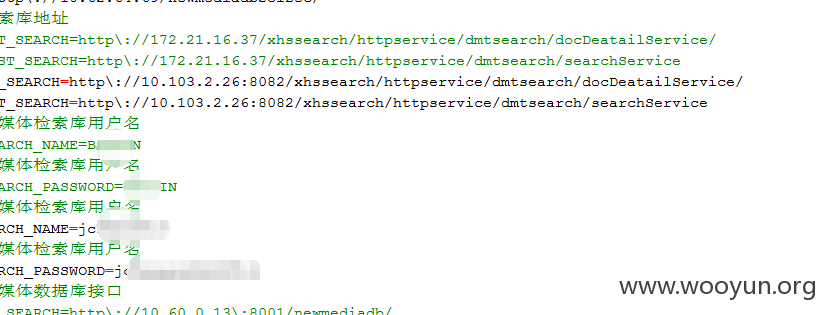 索库地址
T_SEARCH=http\://172.21.16.37/xhssearch/httpservice/dmtsearch/docDeatailService/
ST_SEARCH=http\://172.21.16.37/xhssearch/httpservice/dmtsearch/searchService
_SEARCH=http\://10.103.2.26:8082/xhssearch/httpservice/dmtsearch/docDeatailService/
T_SEARCH=http\://10.103.2.26:8082/xhssearch/httpservice/dmtsearch/searchService
媒体检索库用户名
ARCH_NAME=B
媒体检索库用户名
ARCH_PASSWORD= IN
媒体检索库用户名
RCH_NAME=jc
媒体检索库用户名
RCH_PASSWORD=jc
媒体数据库接口
_SEARCH=http\://10.60.0.13\:8001/newmediadb/
www.wooyun.org